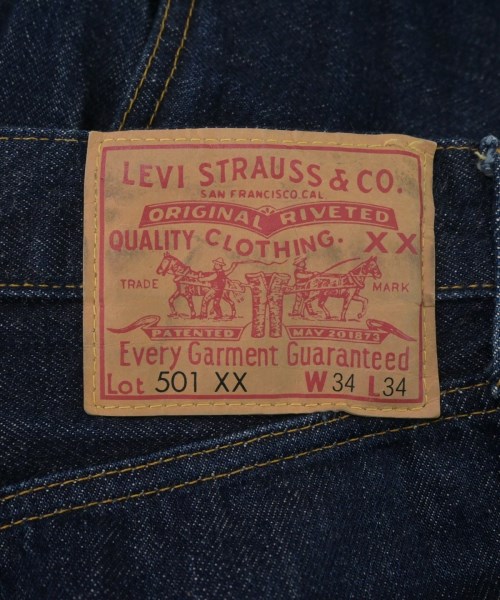 LEVI STRAUSS & CO.
SAN FRANCISCO, CAL
ORIGINAL RIVETED
QUALITY CLOTHING. XX
TRADE MARK
PATENTED MAY 20 1873
Every Garment Guaranteed
Lot 501 XX W 34 L 34